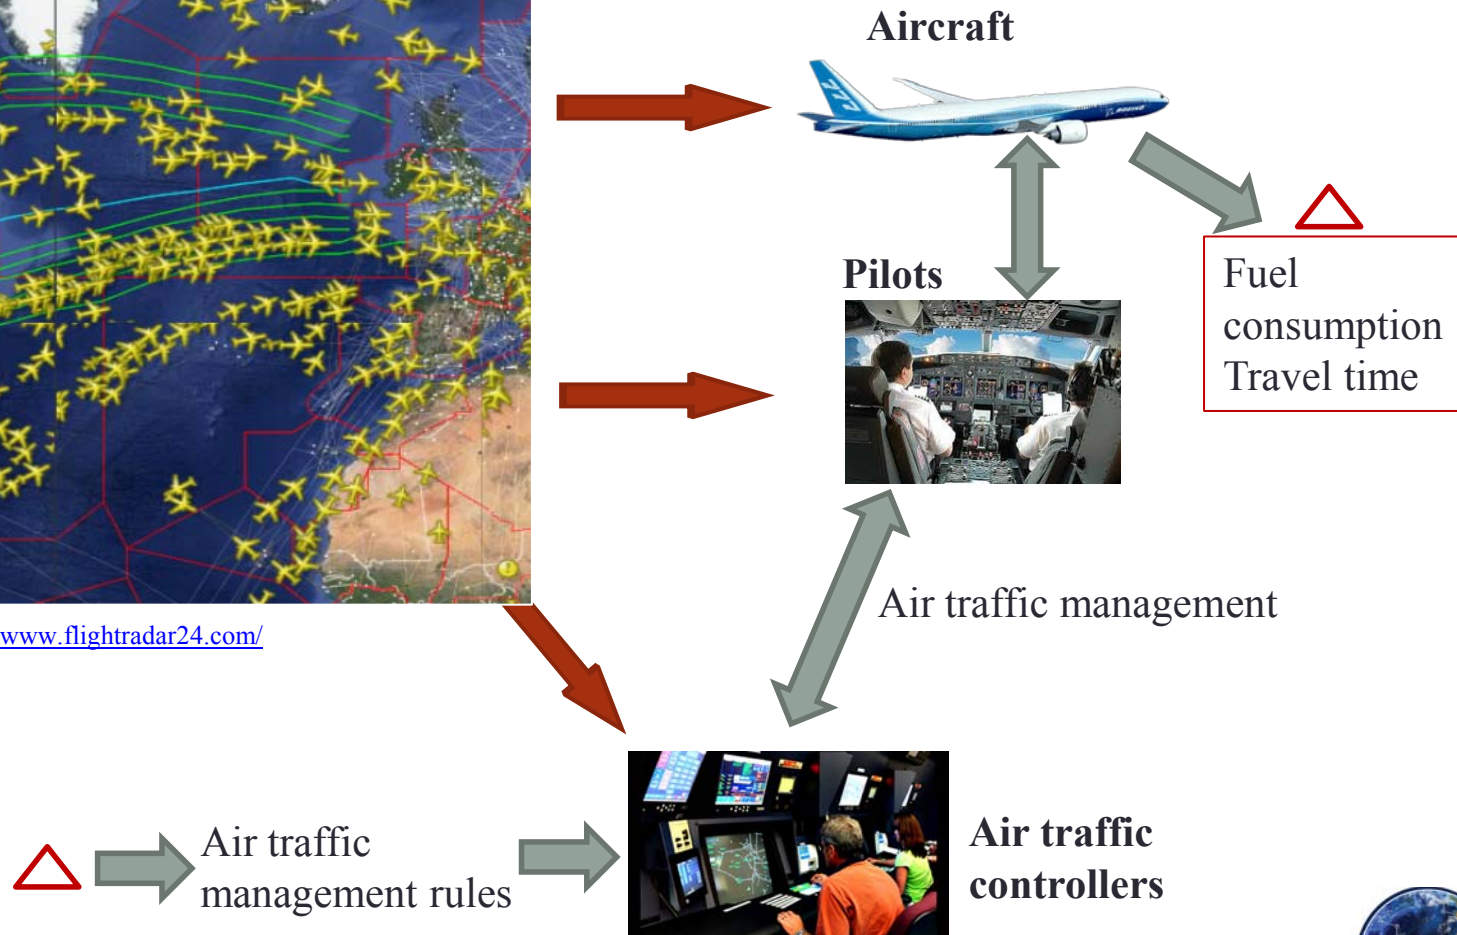 Aircraft
BOEING
Pilots
Fuel
consumption
Travel time
Air traffic management
www.flightradar24.com/
Air traffic
management rules
Air traffic
controllers